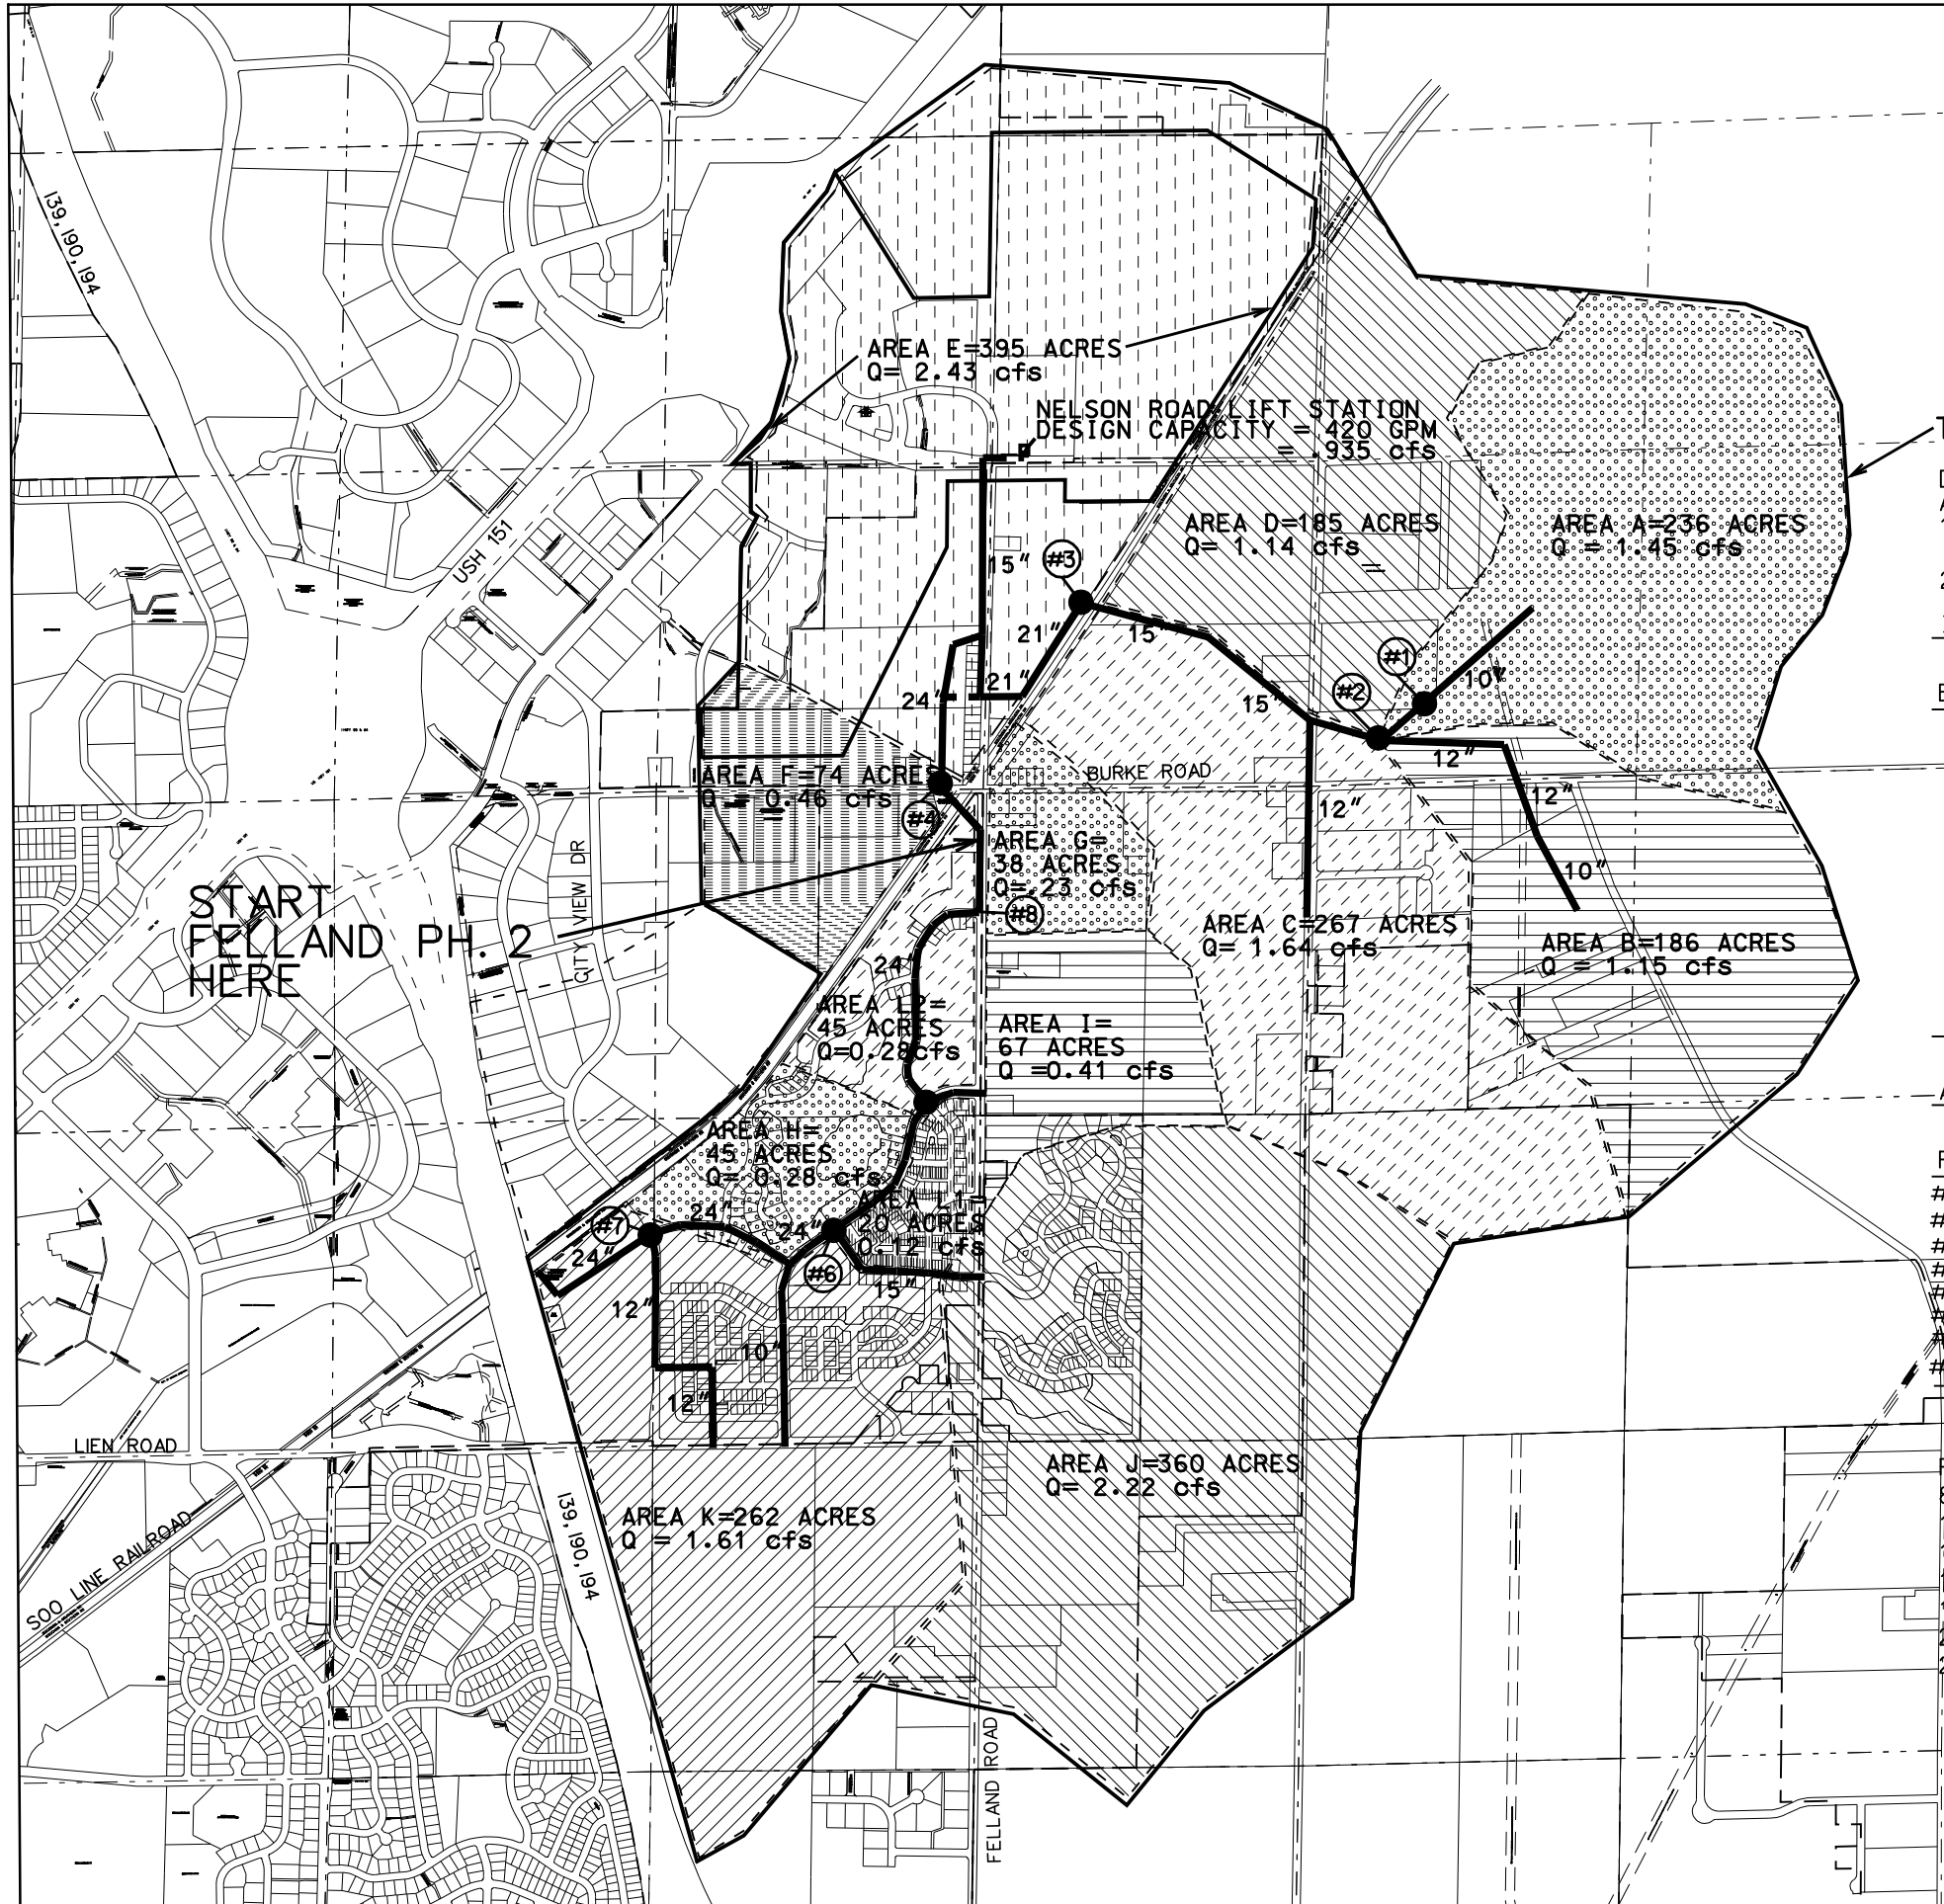 I39, I90, I94
USH 151
AREA E=395 ACRES
Q= 2.43 cfs
NELSON ROAD LIFT STATION
DESIGN CAPACITY = 420 GPM
= .935 cfs
AREA D=185 ACRES
Q= 1.14 cfs
AREA A=236 ACRES
Q = 1.45 cfs
#3
15"
21"
15"
#1
10"
21"
24"
#2
15"
12"
AREA F=74 ACRES
Q = 0.46 cfs
BURKE ROAD
#4
12"
12"
AREA G=
38 ACRES
Q=.23 cfs
10"
START
FELLAND PH. 2
HERE
CITY VIEW DR
#8
AREA C=267 ACRES
Q= 1.64 cfs
AREA B=186 ACRES
Q = 1.15 cfs
24"
AREA L2=
45 ACRES
Q=0.28cfs
AREA I=
67 ACRES
Q =0.41 cfs
AREA H=
45 ACRES
Q= 0.28 cfs
AREA L1=
20 ACRES
0.12 cfs
#7
24"
24"
24"
#6
15"
12"
10"
12"
LIEN ROAD
AREA J=360 ACRES
Q= 2.22 cfs
AREA K=262 ACRES
Q = 1.61 cfs
I39, I90, I94
SOO LINE RAILROAD
FELLAND ROAD